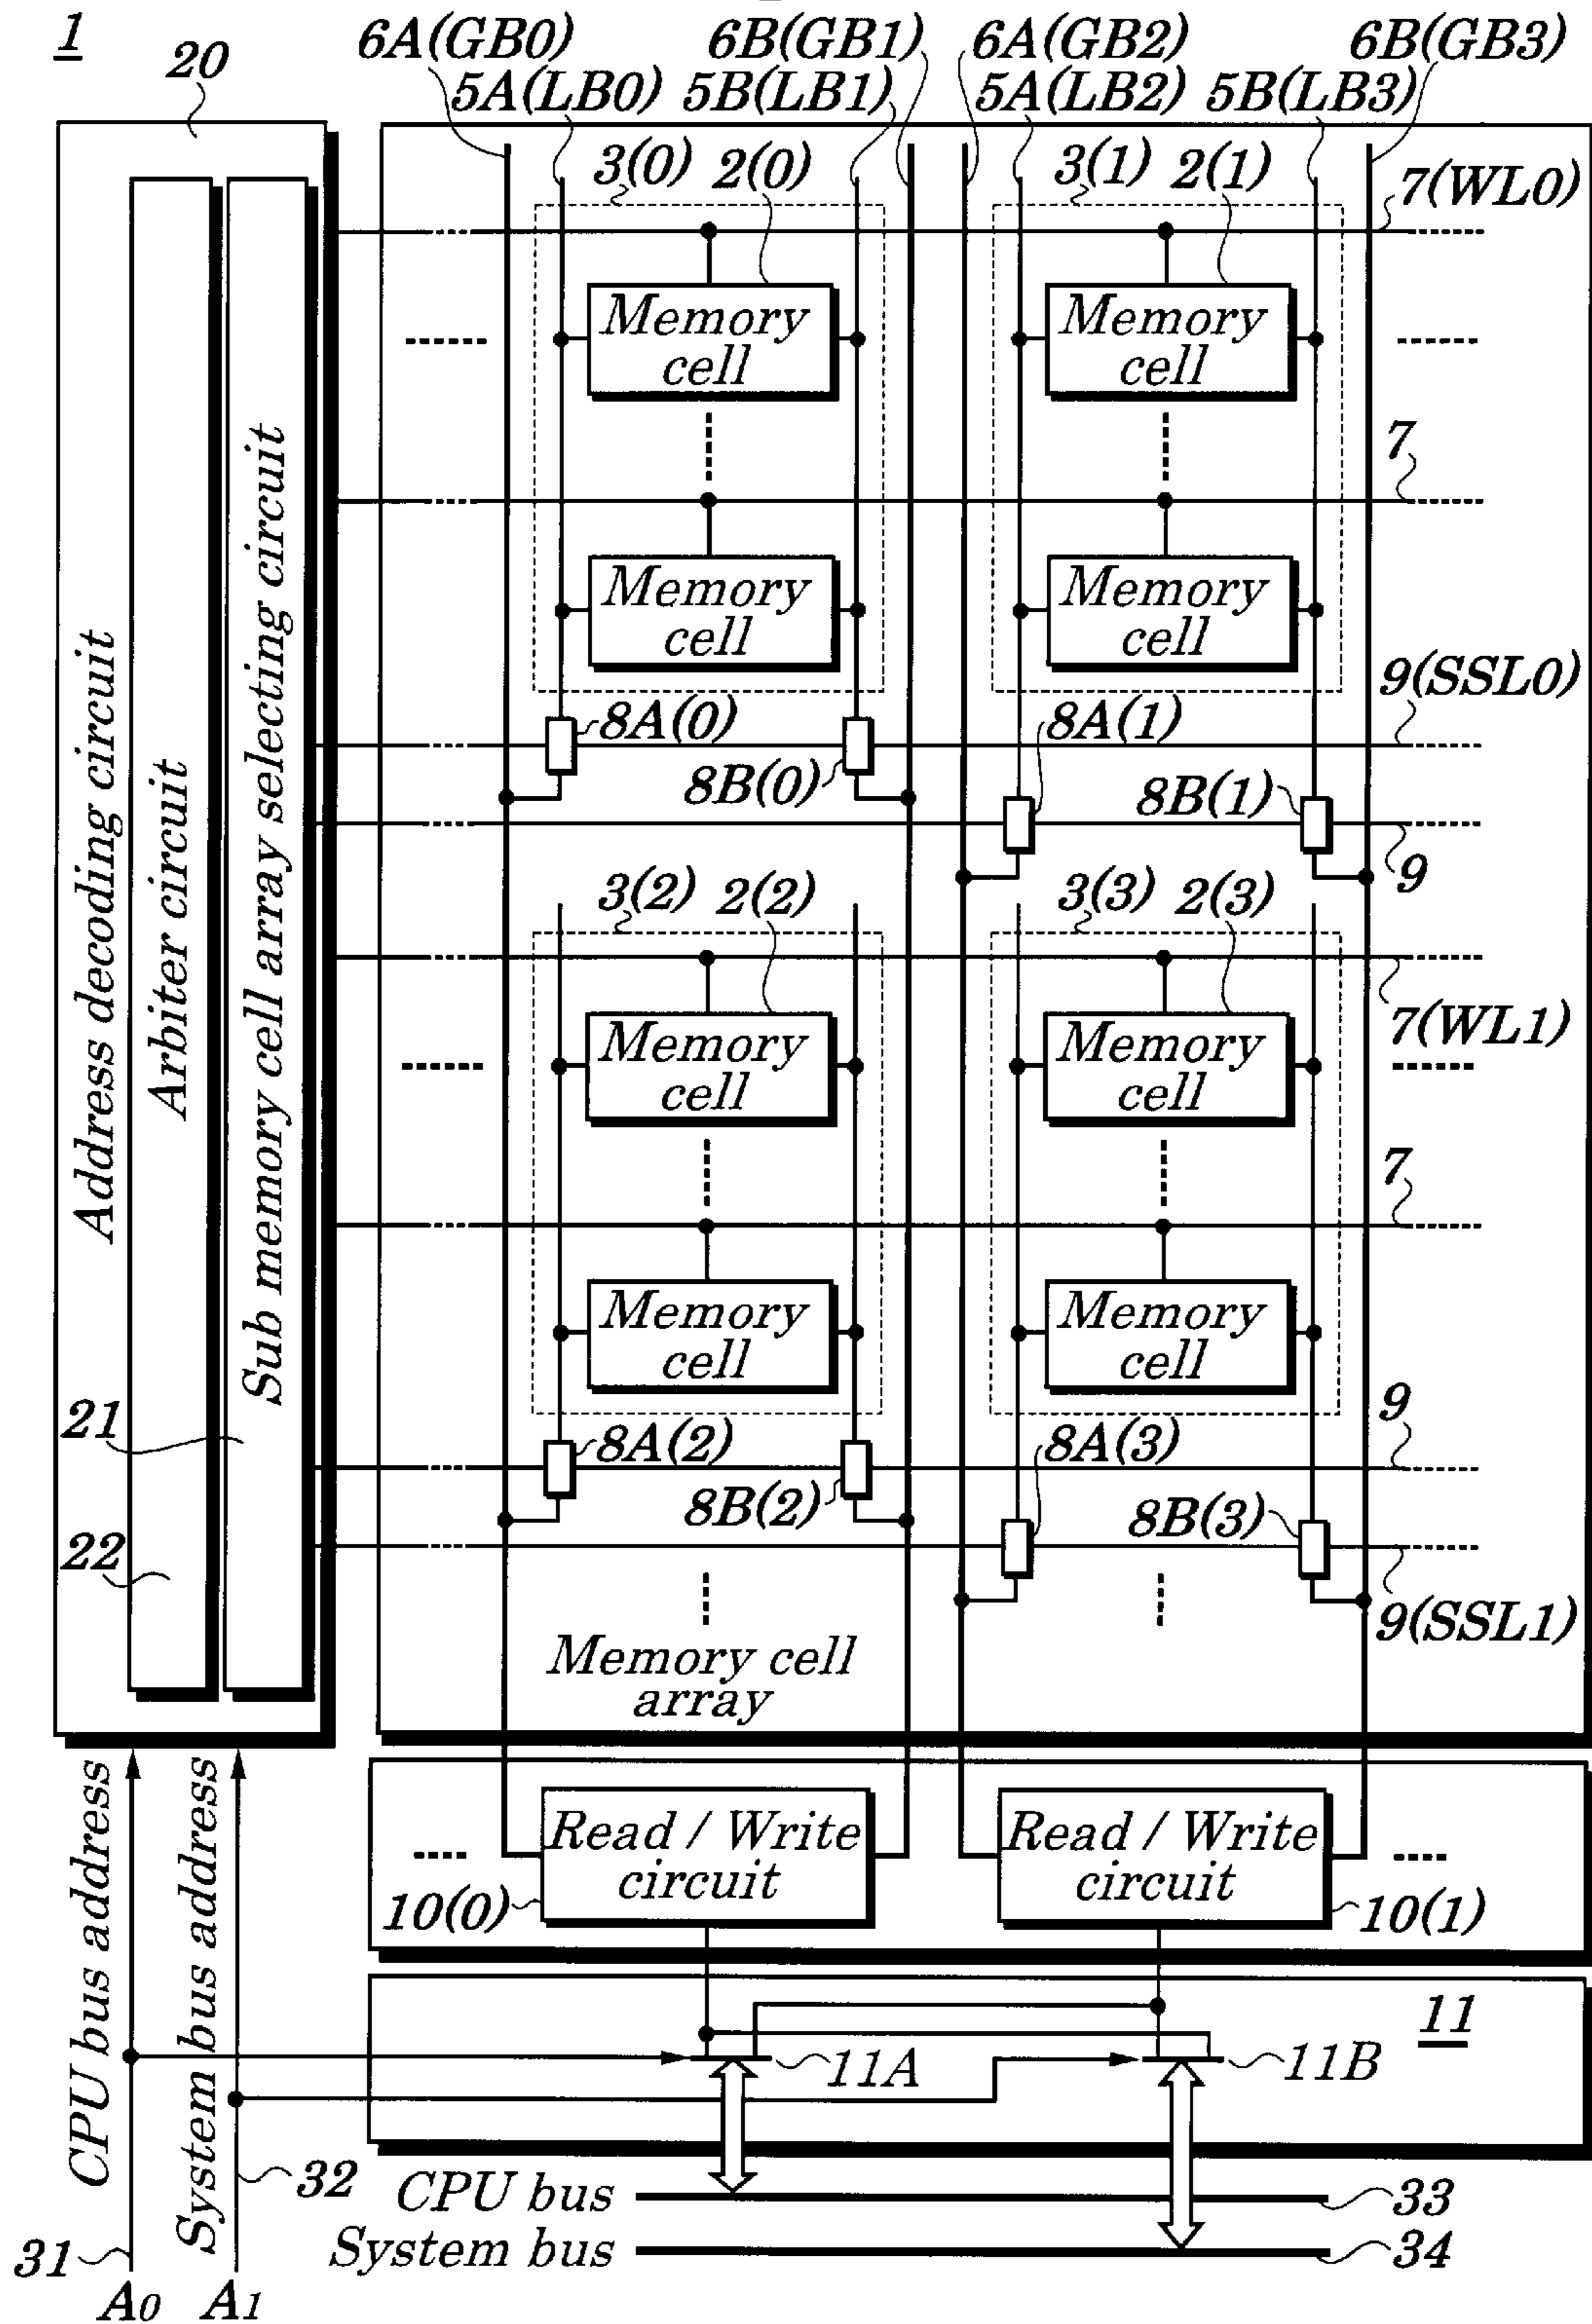 1
20
6A(GB0) 6B(GB1) 6A(GB2) 6B(GB3)
5A(LB0) 5B(LB1) 5A(LB2) 5B(LB3)
3(0) 2(0) 3(1) 2(1)
7(WL0)
Memory cell
Memory cell
7
Memory cell
Memory cell
9(SSL0)
8A(0) 8A(1)
8B(0) 8B(1)
9
3(2) 2(2) 3(3) 2(3)
7(WL1)
Memory cell
Memory cell
7
Memory cell
Memory cell
9
8A(2) 8A(3)
8B(2) 8B(3)
9(SSL1)
Memory cell
array
Address decoding circuit
Arbiter circuit
Sub memory cell array selecting circuit
21
22
CPU bus address
System bus address
Read / Write
circuit
Read / Write
circuit
10(0) 10(1)
11
11A 11B
32
CPU bus 33
System bus 34
31
A0 A1